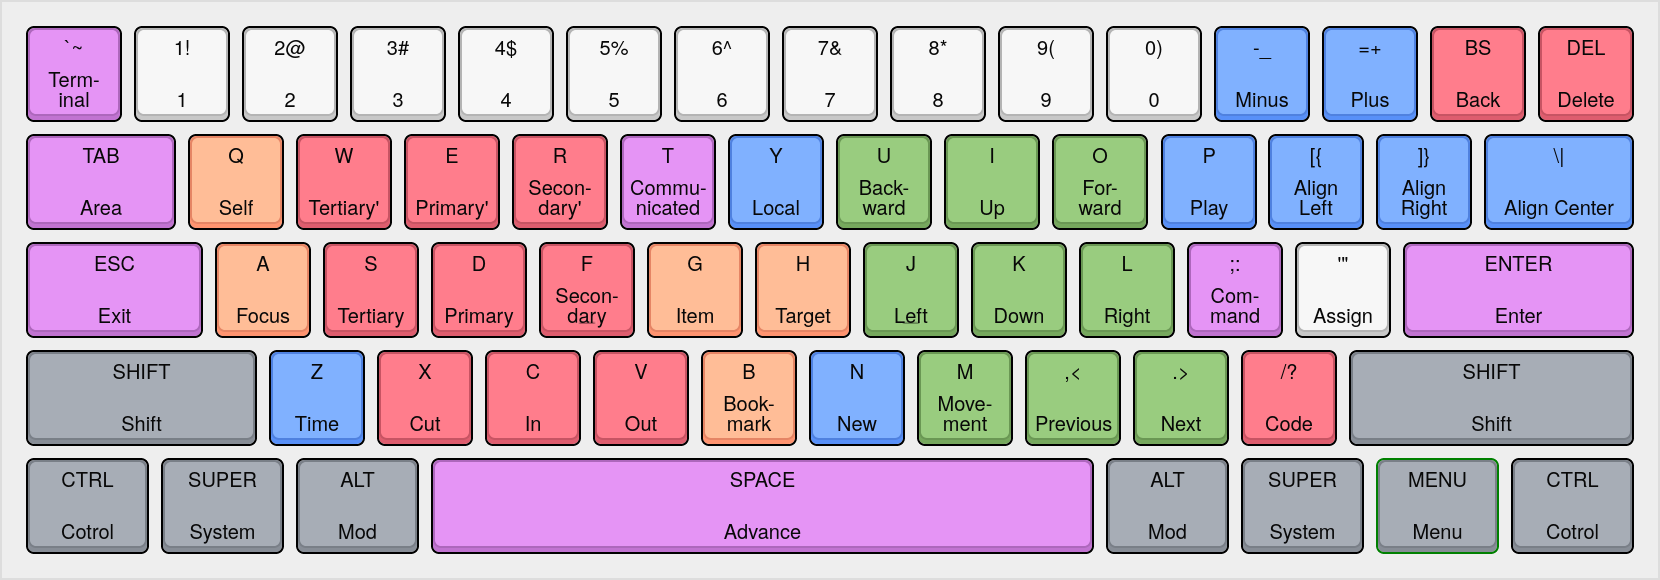 `~ 1! 2@ 3# 4$ 5% 6^ 7& 8* 9( 0) -_ =+ BS DEL
Term-
inal 1 2 3 4 5 6 7 8 9 0 Minus Plus Back Delete
TAB Q W E R T Y U I O P [{ ]} \|
Secon- Commu- Back- For- Align Align
Area Self Tertiary' Primary' dary' nicated Local ward Up ward Play Left Right Align Center
ESC A S D F G H J K L ;: '" ENTER
Secon- Com-
Exit Focus Tertiary Primary dary Item Target Left Down Right mand Assign Enter
SHIFT Z X C V B N M ,< .> /? SHIFT
Book- Move-
Shift Time Cut In Out mark New ment Previous Next Code Shift
CTRL SUPER ALT SPACE ALT SUPER MENU CTRL
Cotrol System Mod Advance Mod System Menu Cotrol